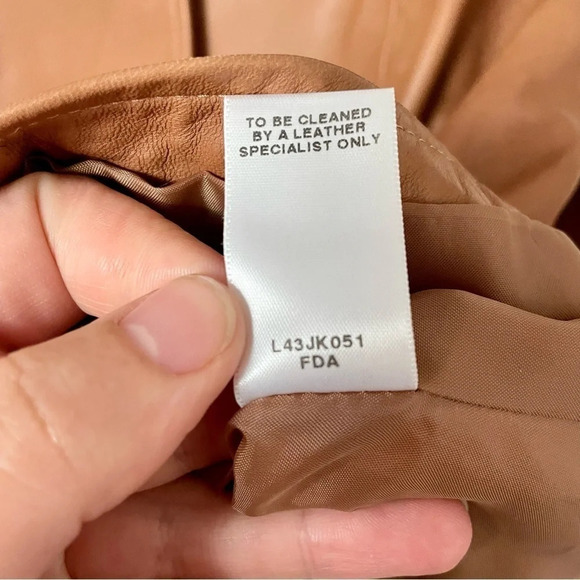 TO BE CLEANED
BY A LEATHER
SPECIALIST ONLY
L43JK051
FDA